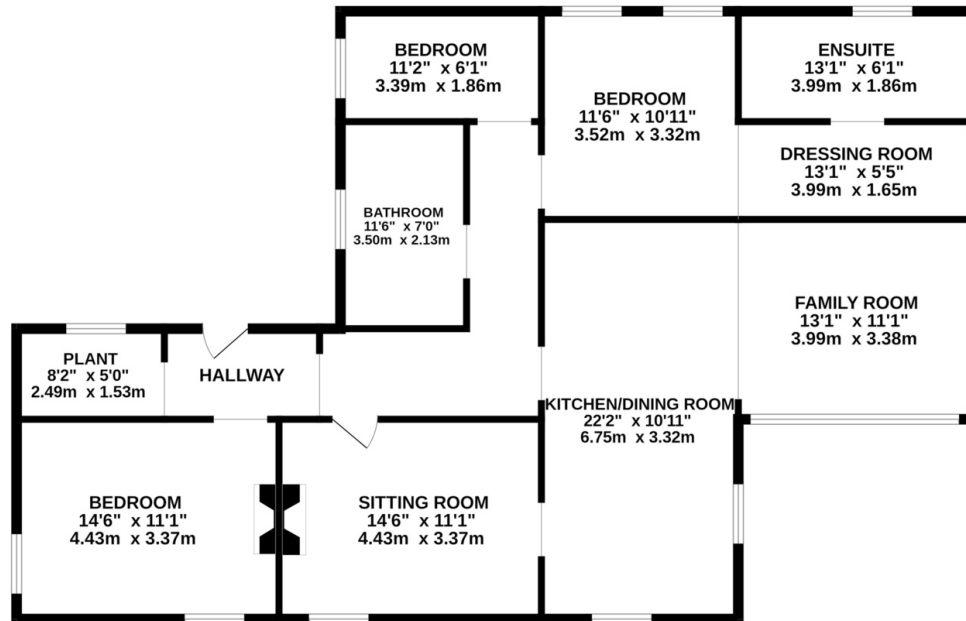 BEDROOM
11'2" x 6'1"
3.39m x 1.86m
BEDROOM
11'6" x 10'11"
3.52m x 3.32m
ENSUITE
13'1" x 6'1"
3.99m x 1.86m
DRESSING ROOM
13'1" x 5'5"
3.99m x 1.65m
BATHROOM
11'6" x 7'0"
3.50m x 2.13m
FAMILY ROOM
13'1" x 11'1"
3.99m x 3.38m
PLANT
8'2" x 5'0"
2.49m x 1.53m
HALLWAY
KITCHEN/DINING ROOM
22'2" x 10'11"
6.75m x 3.32m
BEDROOM
14'6" x 11'1"
4.43m x 3.37m
SITTING ROOM
14'6" x 11'1"
4.43m x 3.37m